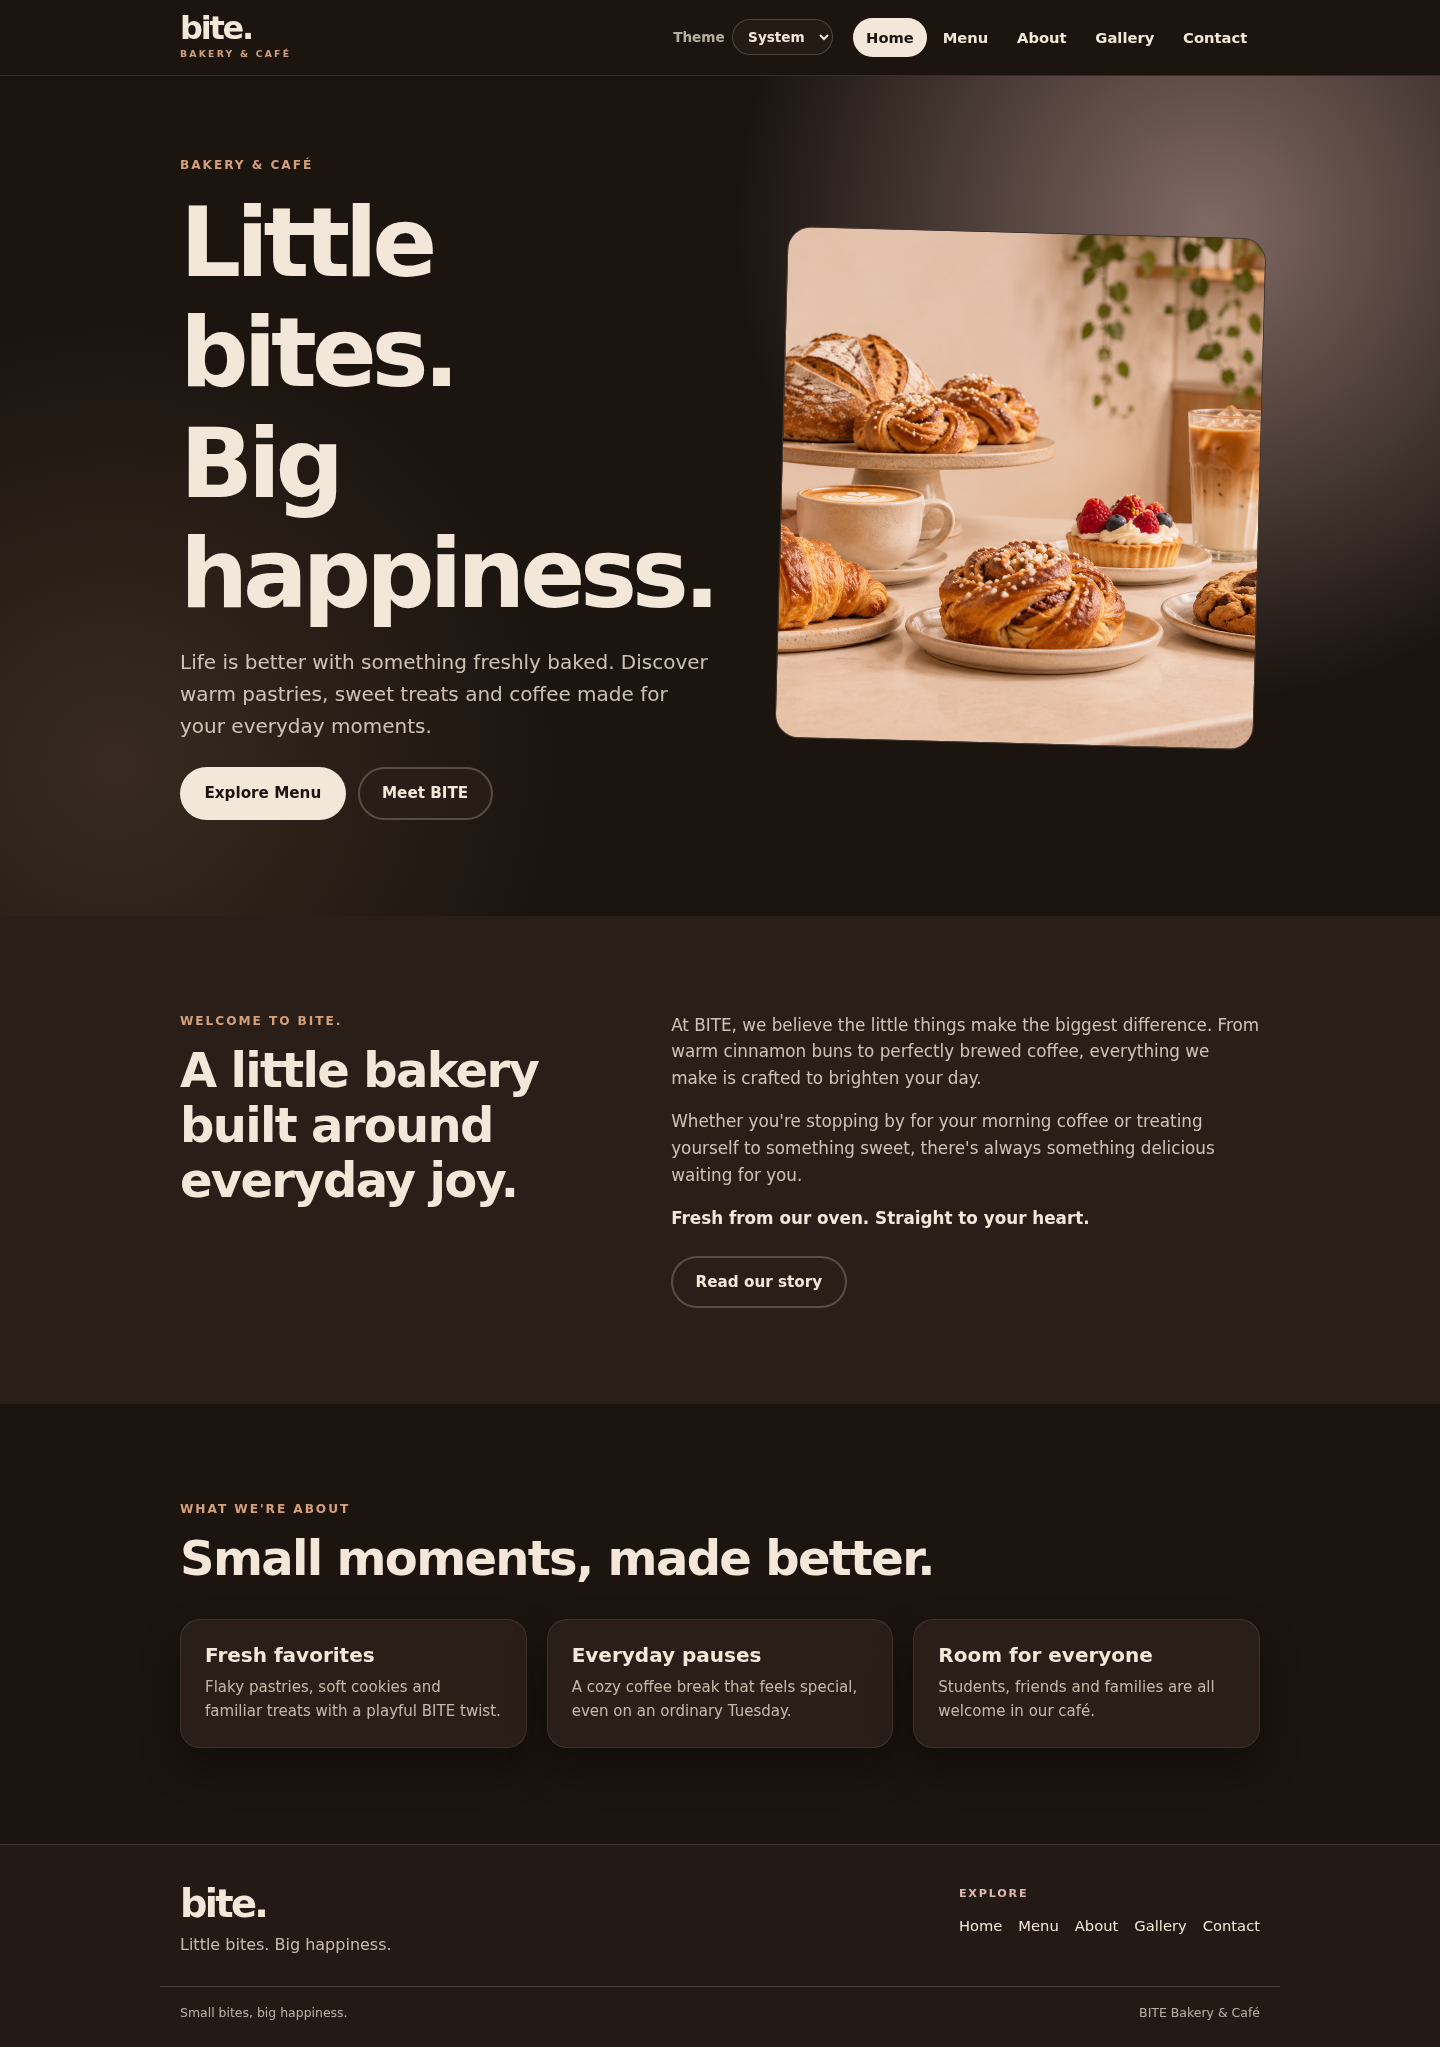 bite.
BAKERY & CAFÉ
Theme System Home Menu About Gallery Contact
BAKERY & CAFÉ
Little
bites.
Big
happiness.
Life is better with something freshly baked. Discover
warm pastries, sweet treats and coffee made for
your everyday moments.
Explore Menu Meet BITE
WELCOME TO BITE.
A little bakery
built around
everyday joy.
At BITE, we believe the little things make the biggest difference. From
warm cinnamon buns to perfectly brewed coffee, everything we
make is crafted to brighten your day.
Whether you're stopping by for your morning coffee or treating
yourself to something sweet, there's always something delicious
waiting for you.
Fresh from our oven. Straight to your heart.
Read our story
WHAT WE'RE ABOUT
Small moments, made better.
Fresh favorites
Flaky pastries, soft cookies and
familiar treats with a playful BITE twist.
Everyday pauses
A cozy coffee break that feels special,
even on an ordinary Tuesday.
Room for everyone
Students, friends and families are all
welcome in our café.
bite.
Little bites. Big happiness.
EXPLORE
Home Menu About Gallery Contact
Small bites, big happiness.
BITE Bakery & Café